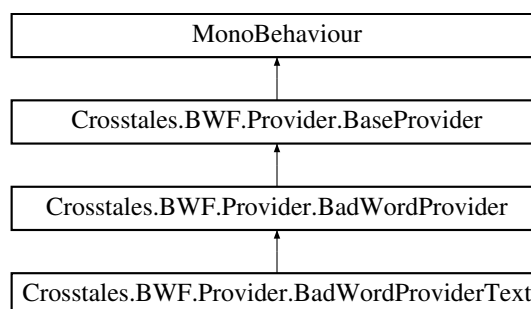 MonoBehaviour
Crosstales.BWF.Provider.BaseProvider
Crosstales.BWF.Provider.BadWordProvider
Crosstales.BWF.Provider.BadWordProviderText